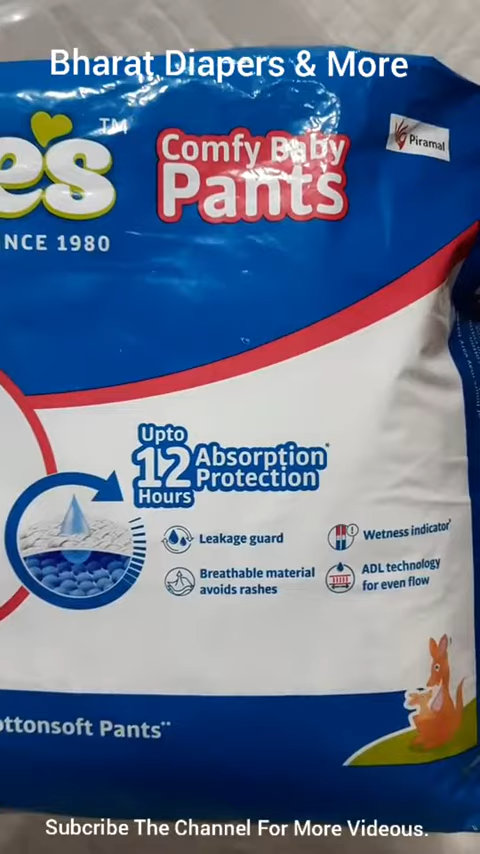 Bharat Diapers & More
e's TM
NCE 1980
Comfy Baby
Pants
Piramal
Upto
12
Hours
Absorption*
Protection
Leakage guard
Wetness indicator*
Breathable material
avoids rashes
ADL technology
for even flow
ottonsoft Pants**
Subcribe The Channel For More Videous.